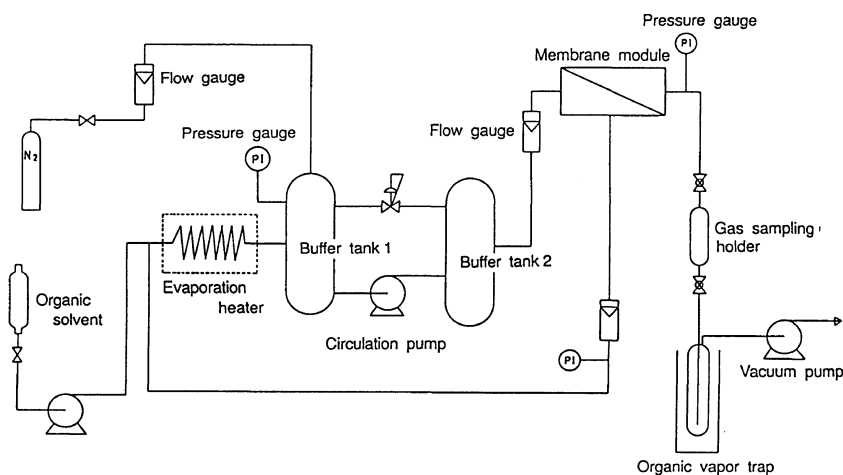 Pressure gauge
PI
Membrane module
Flow gauge
N₂
Pressure gauge
PI
Flow gauge
Buffer tank 1
Buffer tank 2
Gas sampling
holder
Evaporation
heater
Organic
solvent
Circulation pump
PI
Vacuum pump
Organic vapor trap